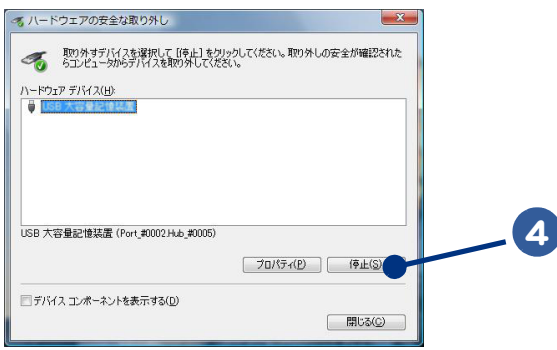 ハードウェアの安全な取り外し
取り外すデバイスを選択して [停止] をクリックしてください。取り外しの安全が確認された
らコンピュータからデバイスを取り外してください。
ハードウェア デバイス(H):
USB 大容量記憶装置
USB 大容量記憶装置 (Port_#0002.Hub_#0005)
プロパティ(P)
停止(S)
4
デバイス コンポーネントを表示する(D)
閉じる(C)